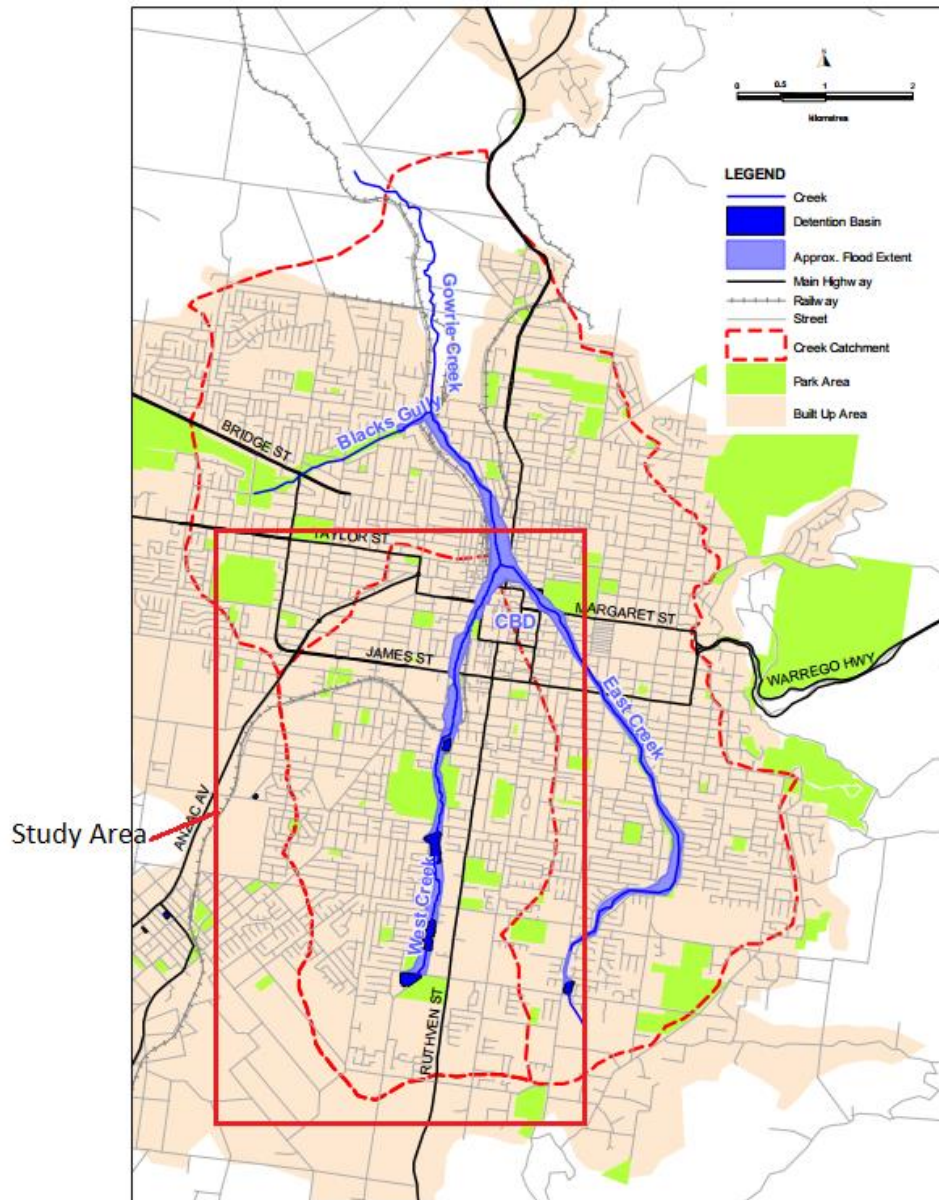 N
0 0.5 1 2
kilometres
LEGEND
Creek
Detention Basin
Approx. Flood Extent
Main Highway
Railway
Street
Creek Catchment
Park Area
Built Up Area
Gowrie Creek
Blacks Gully
BRIDGE ST
TAYLOR ST
MARGARET ST
CBD
JAMES ST
WARREGO HWY
East Creek
ANZAC AV
Study Area
West Creek
RUTHVEN ST